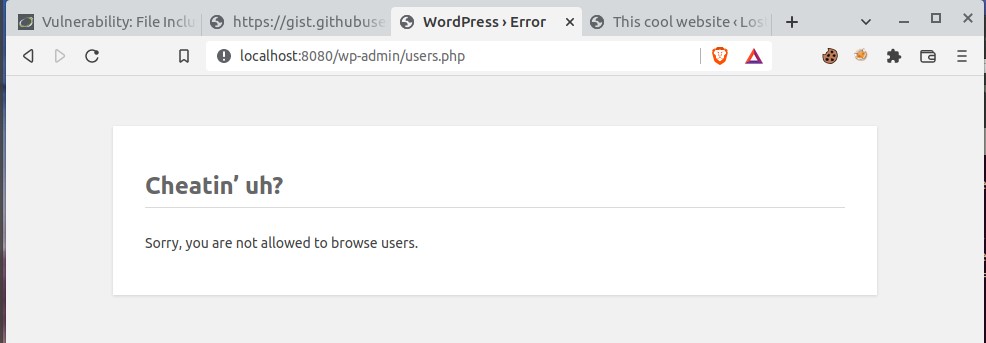 Vulnerability: File Inclu
https://gist.githubuse
WordPress › Error
This cool website ‹ Los
localhost:8080/wp-admin/users.php
Cheatin’ uh?
Sorry, you are not allowed to browse users.